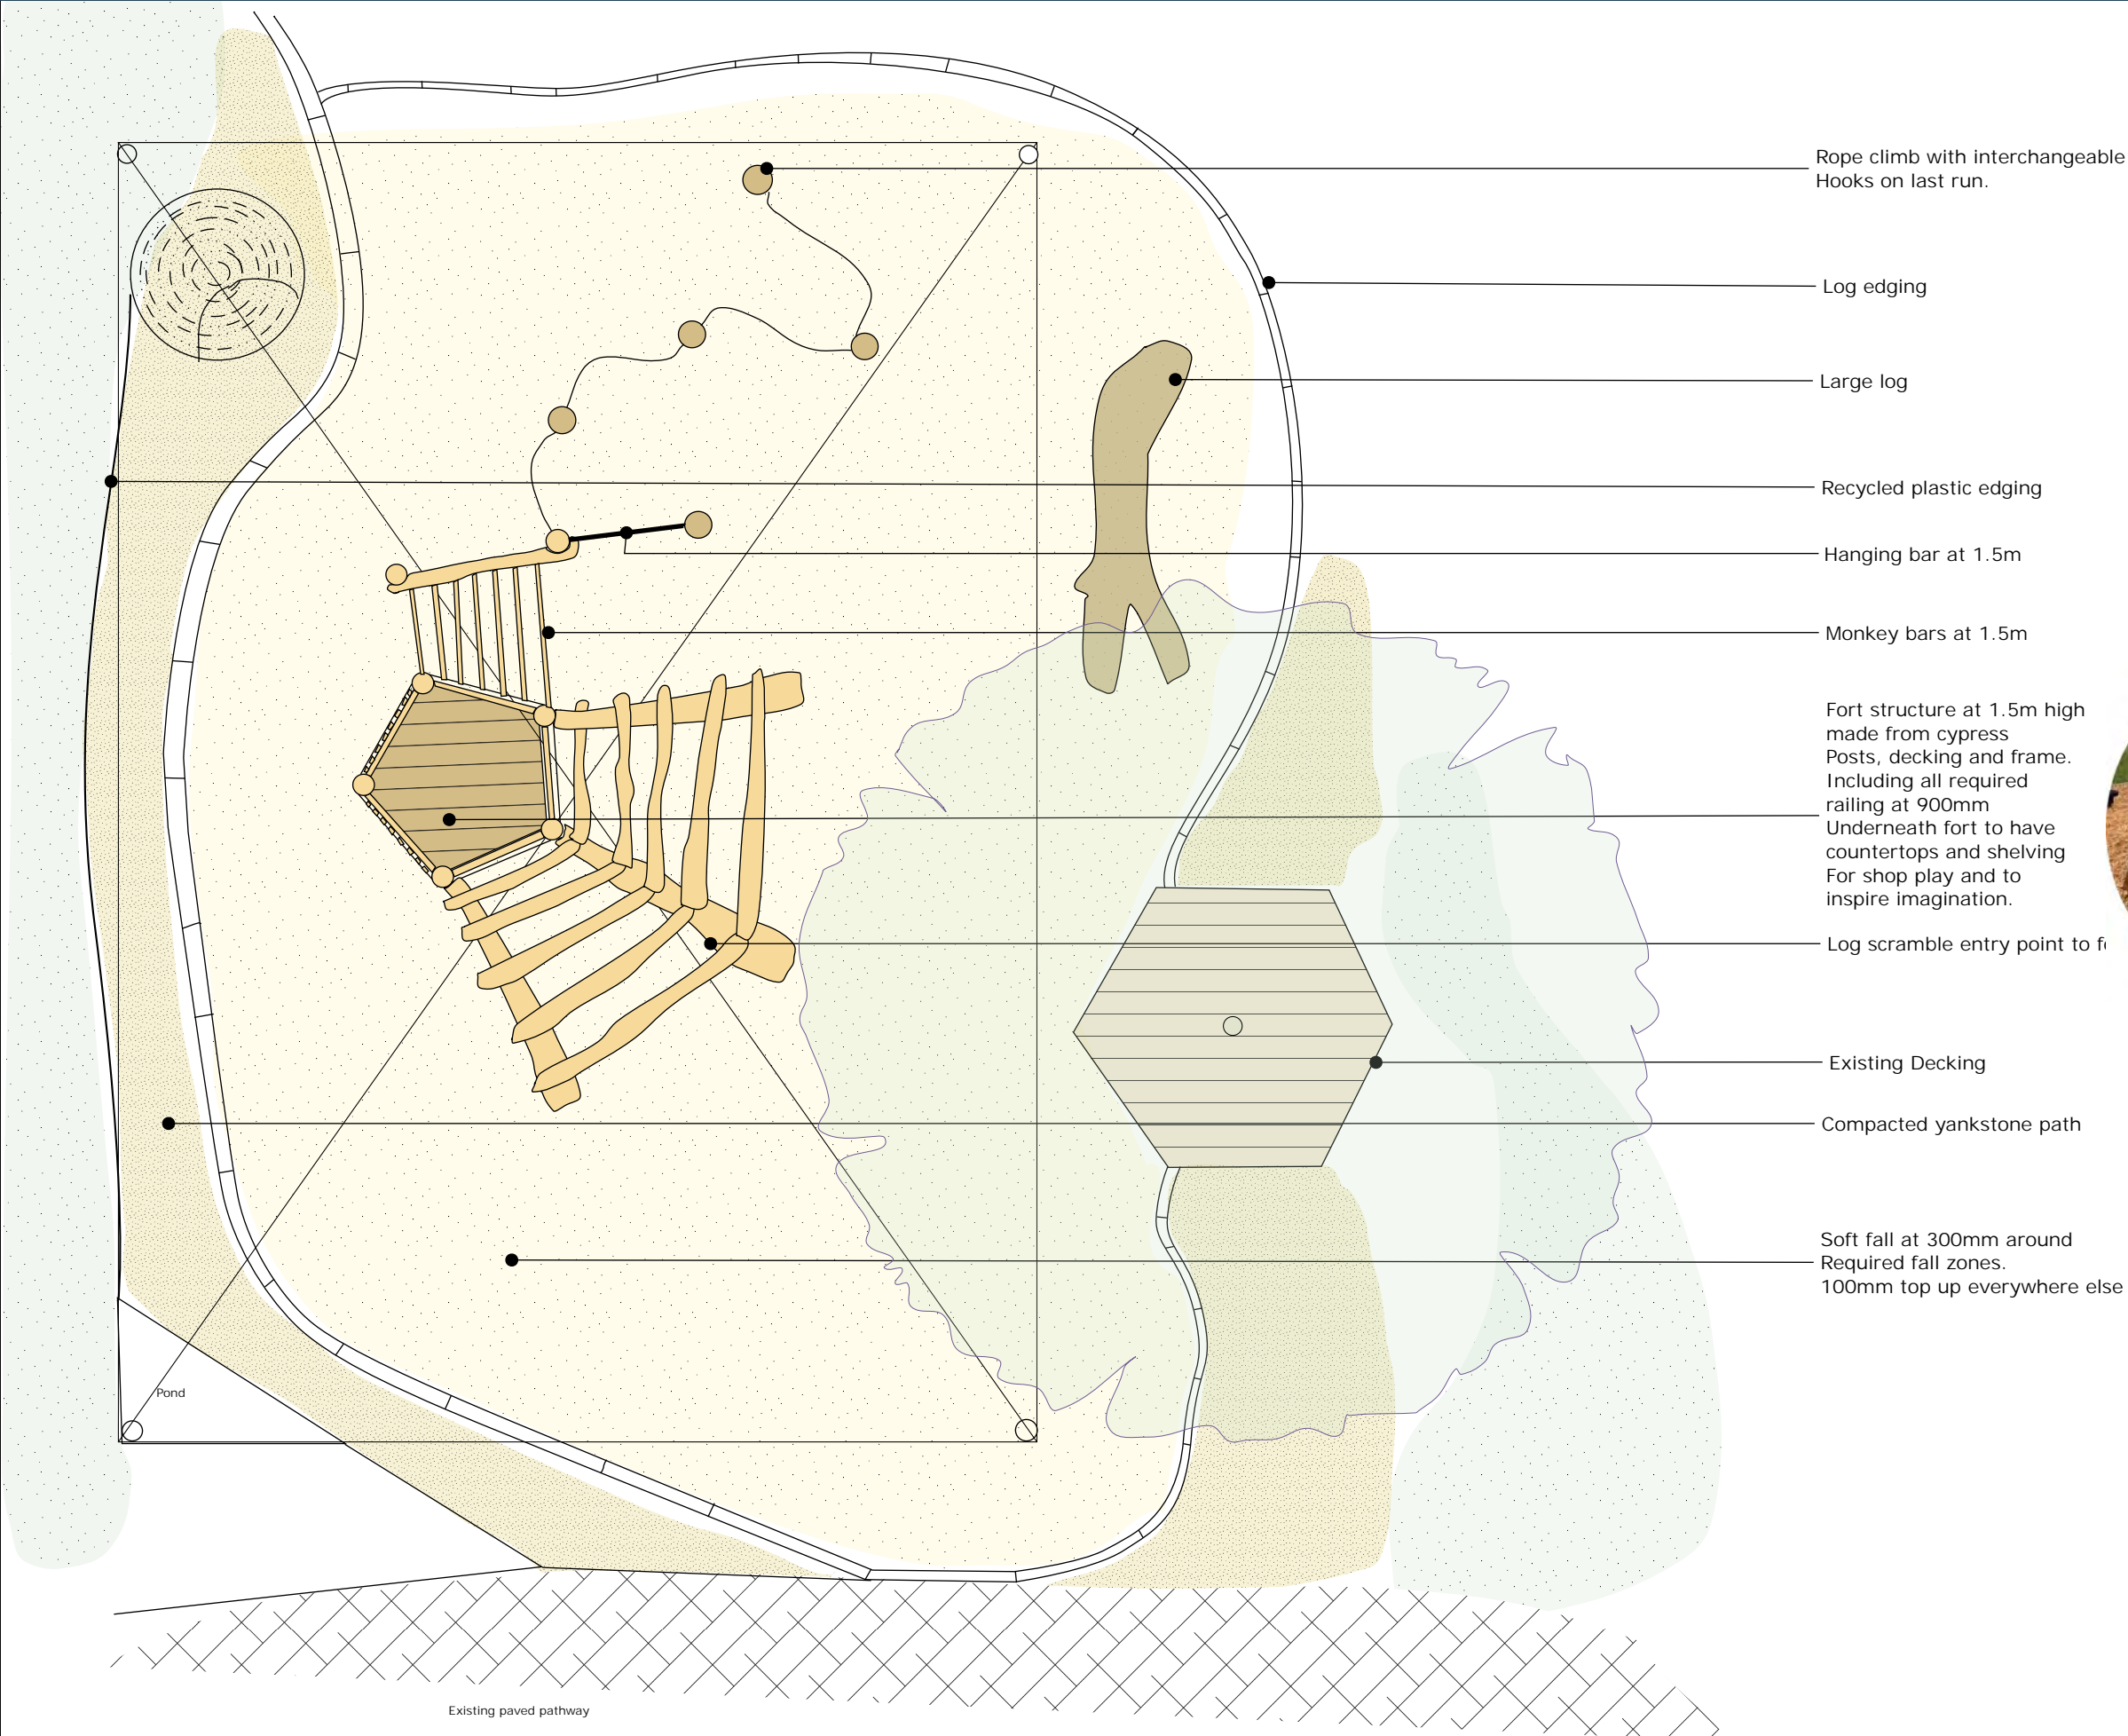 Rope climb with interchangeable
Hooks on last run.
Log edging
Large log
Recycled plastic edging
Hanging bar at 1.5m
Monkey bars at 1.5m
Fort structure at 1.5m high
made from cypress
Posts, decking and frame.
Including all required
railing at 900mm
Underneath fort to have
countertops and shelving
For shop play and to
inspire imagination.
Log scramble entry point to
Existing Decking
Compacted yankstone path
Soft fall at 300mm around
Required fall zones.
100mm top up everywhere else
Pond
Existing paved pathway